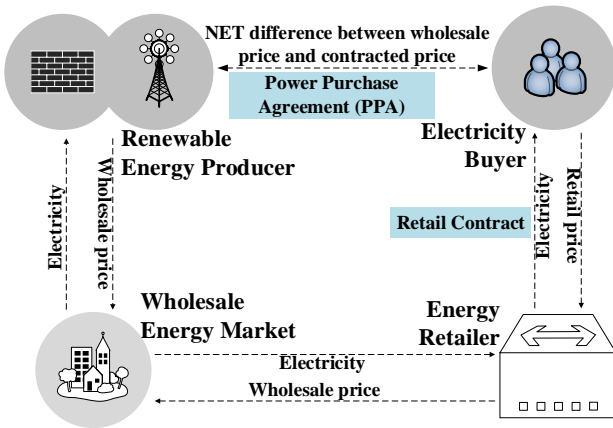 NET difference between wholesale
price and contracted price
Power Purchase
Agreement (PPA)
Renewable
Energy Producer
Electricity
Buyer
Electricity
Wholesale price
Retail Contract
Electricity
Retail price
Wholesale
Energy Market
Energy
Retailer
Electricity
Wholesale price